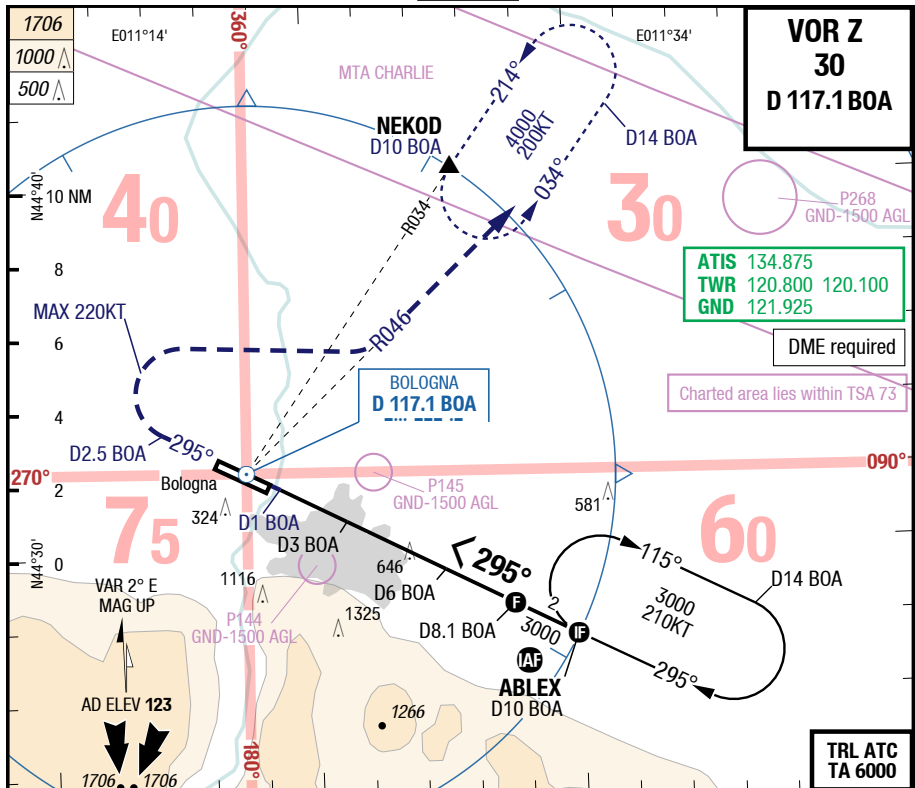 1706
1000
500
E011°14'
360°
E011°34'
VOR Z
30
D 117.1 BOA
MTA CHARLIE
214°
NEKOD
D10 BOA
4000
200KT
D14 BOA
034°
N44°40'
10 NM
40
30
P268
GND-1500 AGL
R034
ATIS 134.875
TWR 120.800 120.100
GND 121.925
8
MAX 220KT
6
R046
DME required
BOLOGNA
D 117.1 BOA
Charted area lies within TSA 73
4
295°
D2.5 BOA
270°
090°
Bologna
2
P145
GND-1500 AGL
581
324
D1 BOA
75
60
D3 BOA
N44°30'
0
646
295°
115°
VAR 2° E
MAG UP
1116
D6 BOA
D14 BOA
2
3000
210KT
P144
GND-1500 AGL
1325
D8.1 BOA
F
3000
IF
IAF
295°
ABLEX
D10 BOA
AD ELEV 123
1266
180°
1706
1706
TRL ATC
TA 6000